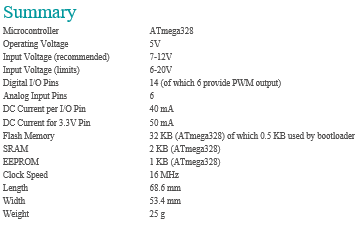 Summary
Microcontroller ATmega328
Operating Voltage 5V
Input Voltage (recommended) 7-12V
Input Voltage (limits) 6-20V
Digital I/O Pins 14 (of which 6 provide PWM output)
Analog Input Pins 6
DC Current per I/O Pin 40 mA
DC Current for 3.3V Pin 50 mA
Flash Memory 32 KB (ATmega328) of which 0.5 KB used by bootloader
SRAM 2 KB (ATmega328)
EEPROM 1 KB (ATmega328)
Clock Speed 16 MHz
Length 68.6 mm
Width 53.4 mm
Weight 25 g